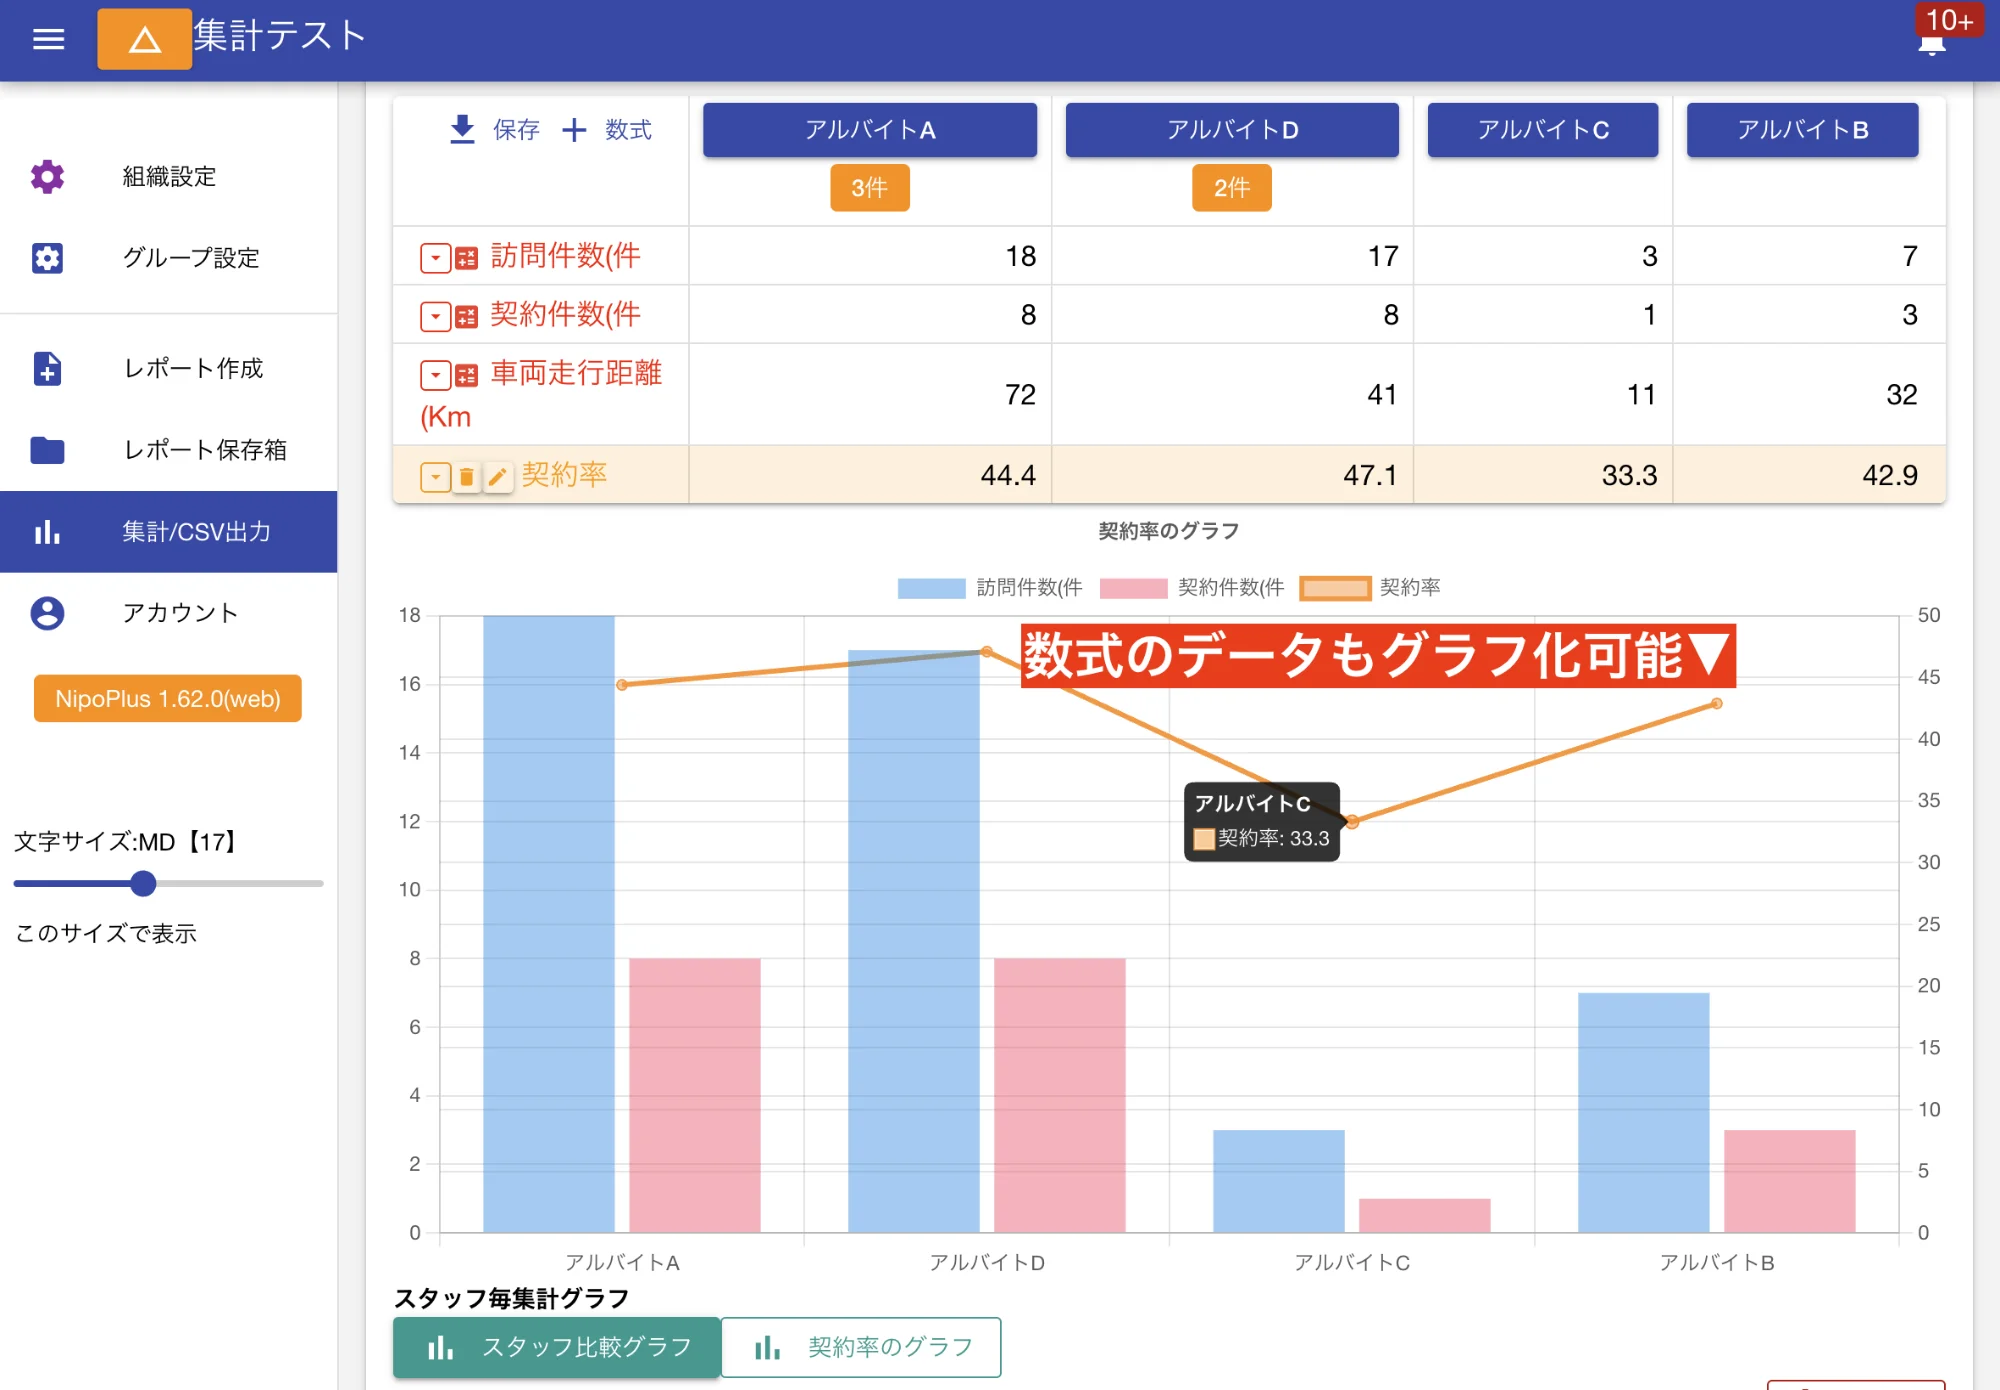 集計テスト
10+
組織設定
グループ設定
レポート作成
レポート保存箱
集計/CSV出力
アカウント
NipoPlus 1.62.0(web)
文字サイズ:MD【17】
このサイズで表示
保存 数式 アルバイトA アルバイトD アルバイトC アルバイトB
3件 2件
訪問件数(件 18 17 3 7
契約件数(件 8 8 1 3
車両走行距離(Km 72 41 11 32
契約率 44.4 47.1 33.3 42.9
契約率のグラフ
訪問件数(件 契約件数(件 契約率
数式のデータもグラフ化可能▼
18
16
14
12
10
8
6
4
2
0
50
45
40
35
30
25
20
15
10
5
0
アルバイトC
契約率: 33.3
アルバイトA アルバイトD アルバイトC アルバイトB
スタッフ毎集計グラフ
スタッフ比較グラフ 契約率のグラフ